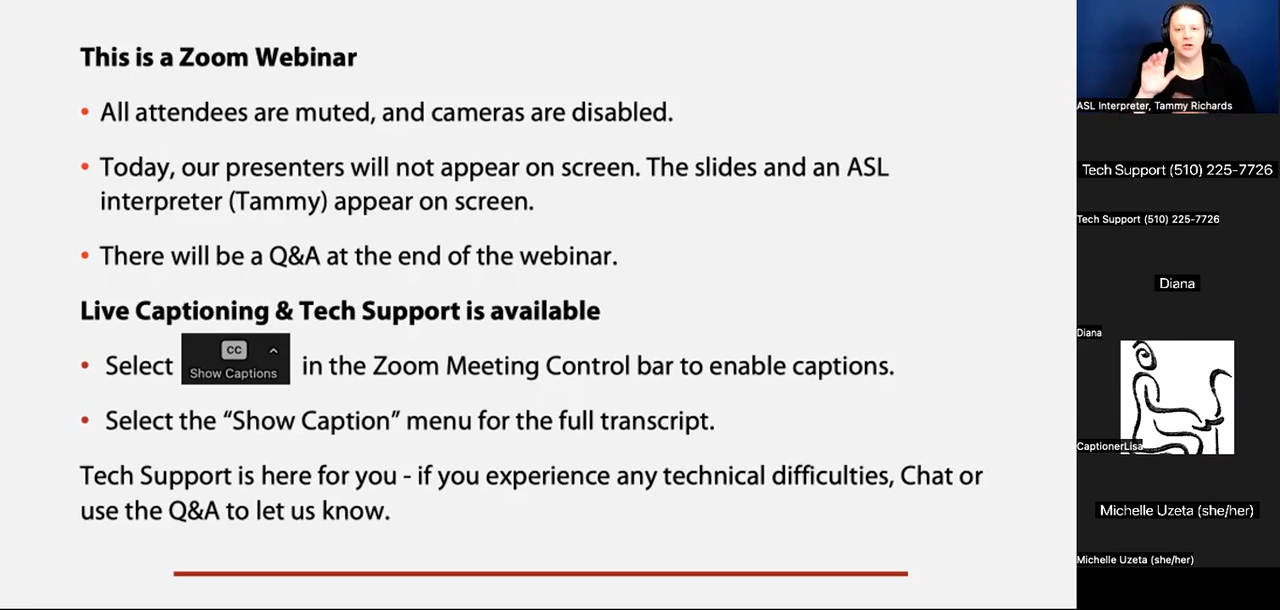 This is a Zoom Webinar
• All attendees are muted, and cameras are disabled.
• Today, our presenters will not appear on screen. The slides and an ASL
interpreter (Tammy) appear on screen.
• There will be a Q&A at the end of the webinar.
Live Captioning & Tech Support is available
• Select CC Show Captions in the Zoom Meeting Control bar to enable captions.
• Select the “Show Caption” menu for the full transcript.
Tech Support is here for you - if you experience any technical difficulties, Chat or
use the Q&A to let us know.
ASL Interpreter, Tammy Richards
Tech Support (510) 225-7726
Tech Support (510) 225-7726
Diana
Diana
CaptionerLisa
Michelle Uzeta (she/her)
Michelle Uzeta (she/her)